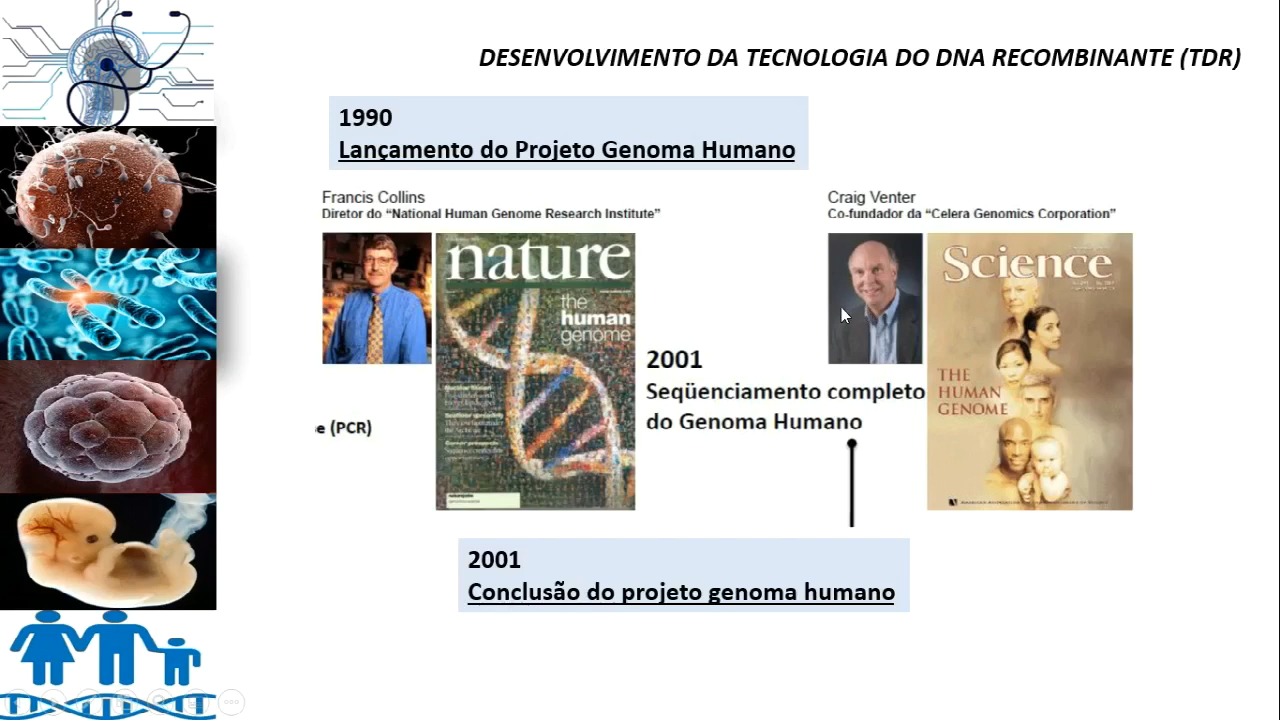 DESENVOLVIMENTO DA TECNOLOGIA DO DNA RECOMBINANTE (TDR)
1990
Lançamento do Projeto Genoma Humano
Francis Collins
Diretor do “National Human Genome Research Institute”
Craig Venter
Co-fundador da “Celera Genomics Corporation”
nature
the
human
genome
Science
THE
HUMAN
GENOME
2001
Seqüenciamento completo
do Genoma Humano
e (PCR)
2001
Conclusão do projeto genoma humano